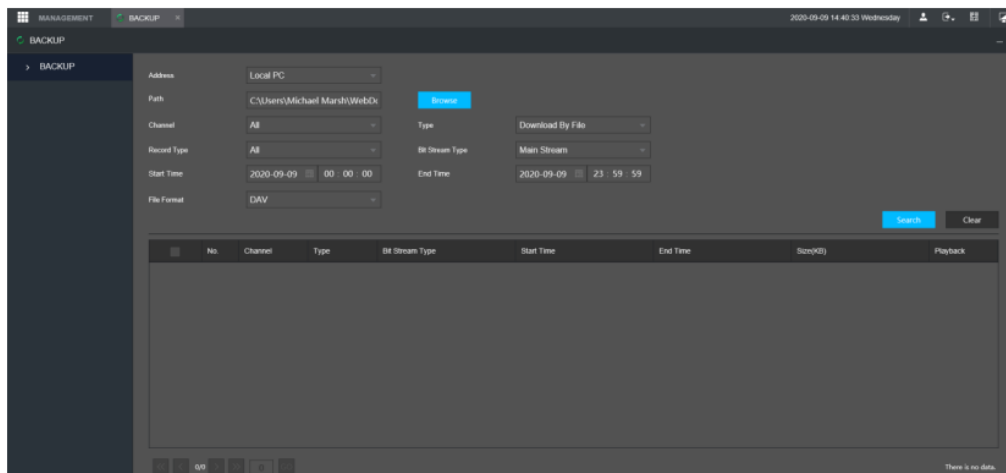 MANAGEMENT BACKUP × 2020-09-09 14:40:33 Wednesday
BACKUP
> BACKUP
Address Local PC
Path C:\Users\Michael Marsh\WebDo Browse
Channel All Type Download By File
Record Type All Bit Stream Type Main Stream
Start Time 2020-09-09 00 : 00 : 00 End Time 2020-09-09 23 : 59 : 59
File Format DAV
Search Clear
No. Channel Type Bit Stream Type Start Time End Time Size(KB) Playback
0/0 0 There is no data.